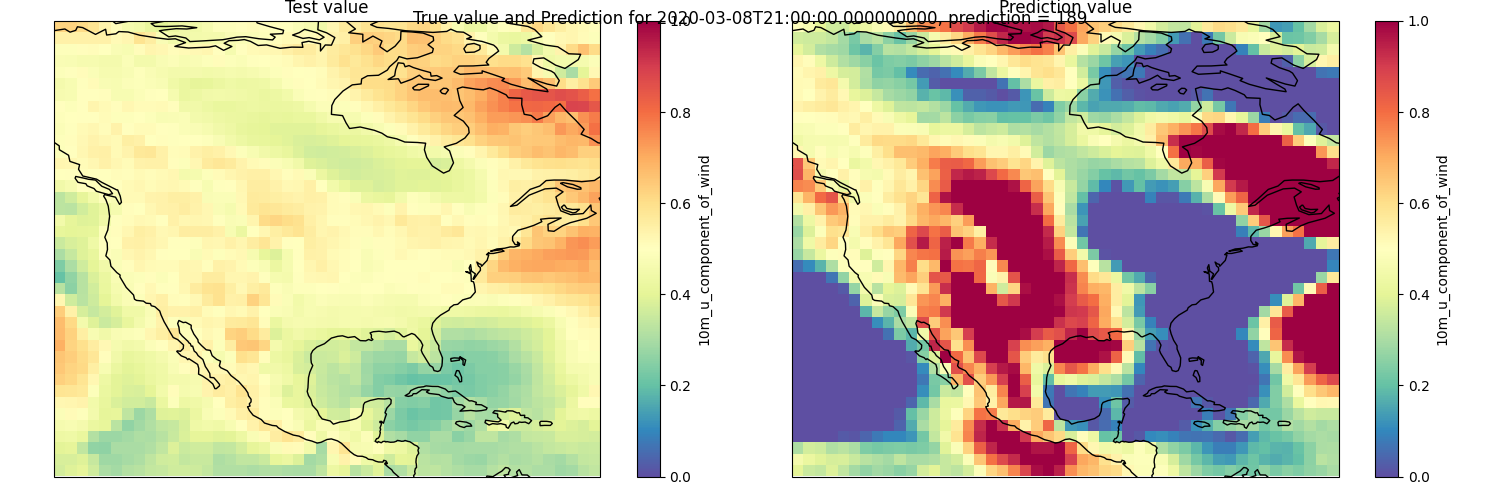 Test value
True value and Prediction for 2020-03-08T21:00:00.000000000, prediction = 189
Prediction value
1.0
0.8
0.6
0.4
0.2
0.0
10m_u_component_of_wind
1.0
0.8
0.6
0.4
0.2
0.0
10m_u_component_of_wind